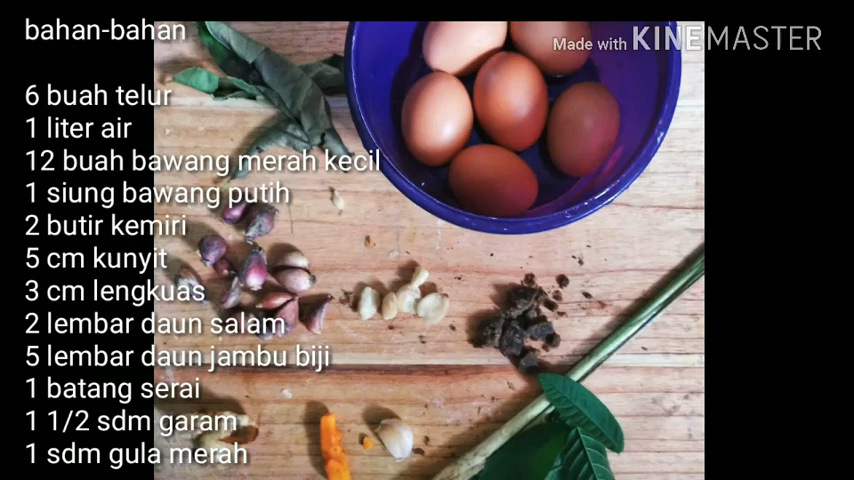 bahan-bahan
Made with KINEMASTER
6 buah telur
1 liter air
12 buah bawang merah kecil
1 siung bawang putih
2 butir kemiri
5 cm kunyit
3 cm lengkuas
2 lembar daun salam
5 lembar daun jambu biji
1 batang serai
1 1/2 sdm garam
1 sdm gula merah